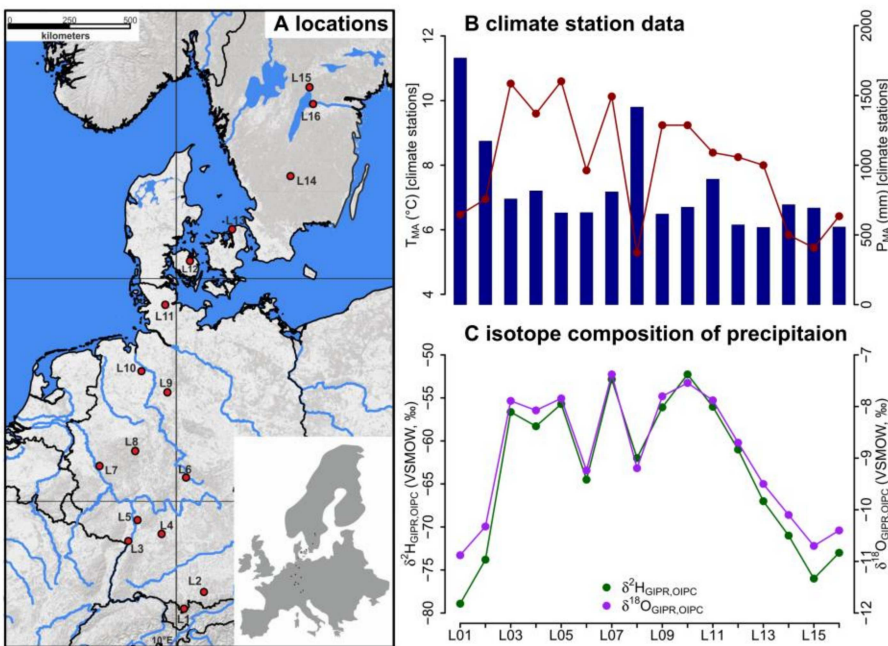 A locations
0 250 500
kilometers
L15
L16
L14
L13
L12
L11
L10
L9
L8
L7
L6
L5
L4
L3
L2
L1
10°E
B climate station data
12
10
8
6
4
T_MA (°C) [climate stations]
2000
1500
1000
500
0
P_MA (mm) [climate stations]
C isotope composition of precipitaion
-50
-55
-60
-65
-70
-75
-80
δ²H_GIPR,OIPC (VSMOW, ‰)
-7
-8
-9
-10
-11
-12
δ¹⁸O_GIPR,OIPC (VSMOW, ‰)
δ²H_GIPR,OIPC
δ¹⁸O_GIPR,OIPC
L01 L03 L05 L07 L09 L11 L13 L15